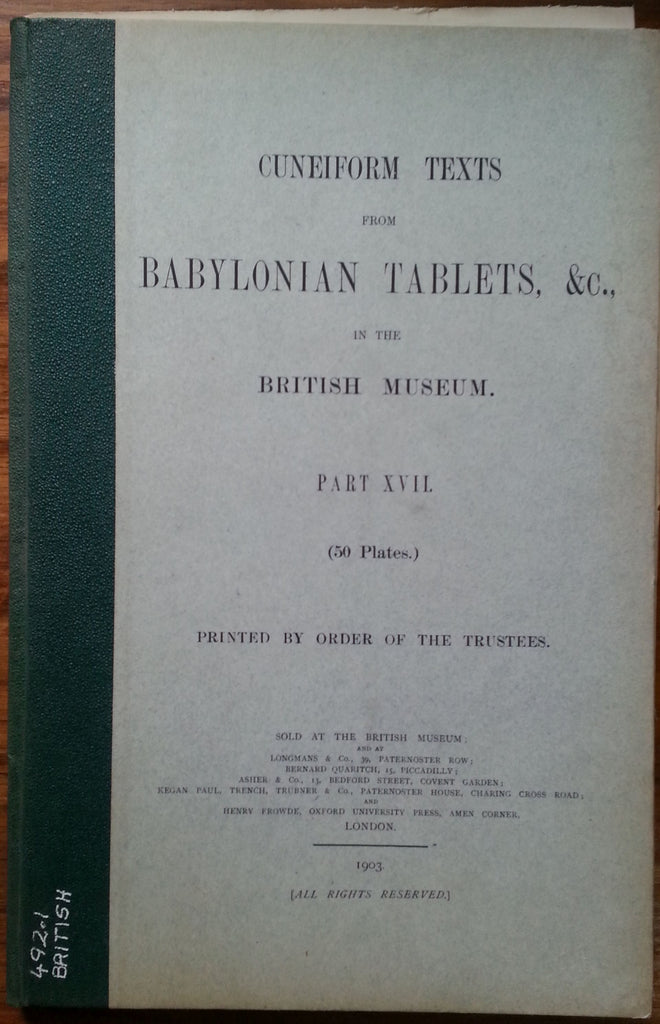 CUNEIFORM TEXTS
FROM
BABYLONIAN TABLETS, &C.,
IN THE
BRITISH MUSEUM.
PART XVII.
(50 Plates.)
PRINTED BY ORDER OF THE TRUSTEES.
SOLD AT THE BRITISH MUSEUM;
AND AT
LONGMANS & Co., 39, PATERNOSTER ROW;
BERNARD QUARITCH, 15, PICCADILLY;
ASHER & Co., 13, BEDFORD STREET, COVENT GARDEN;
KEGAN PAUL, TRENCH, TRÜBNER & Co., PATERNOSTER HOUSE, CHARING CROSS ROAD;
AND
HENRY FROWDE, OXFORD UNIVERSITY PRESS, AMEN CORNER,
LONDON.
1903.
[ALL RIGHTS RESERVED.]
492.1
BRITISH